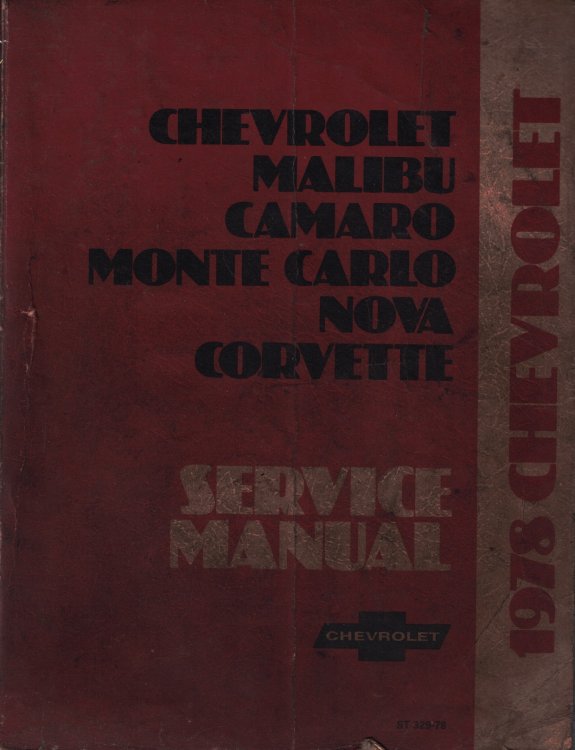 CHEVROLET
MALIBU
CAMARO
MONTE CARLO
NOVA
CORVETTE
SERVICE
MANUAL
CHEVROLET
ST 329-78
1978 CHEVROLET